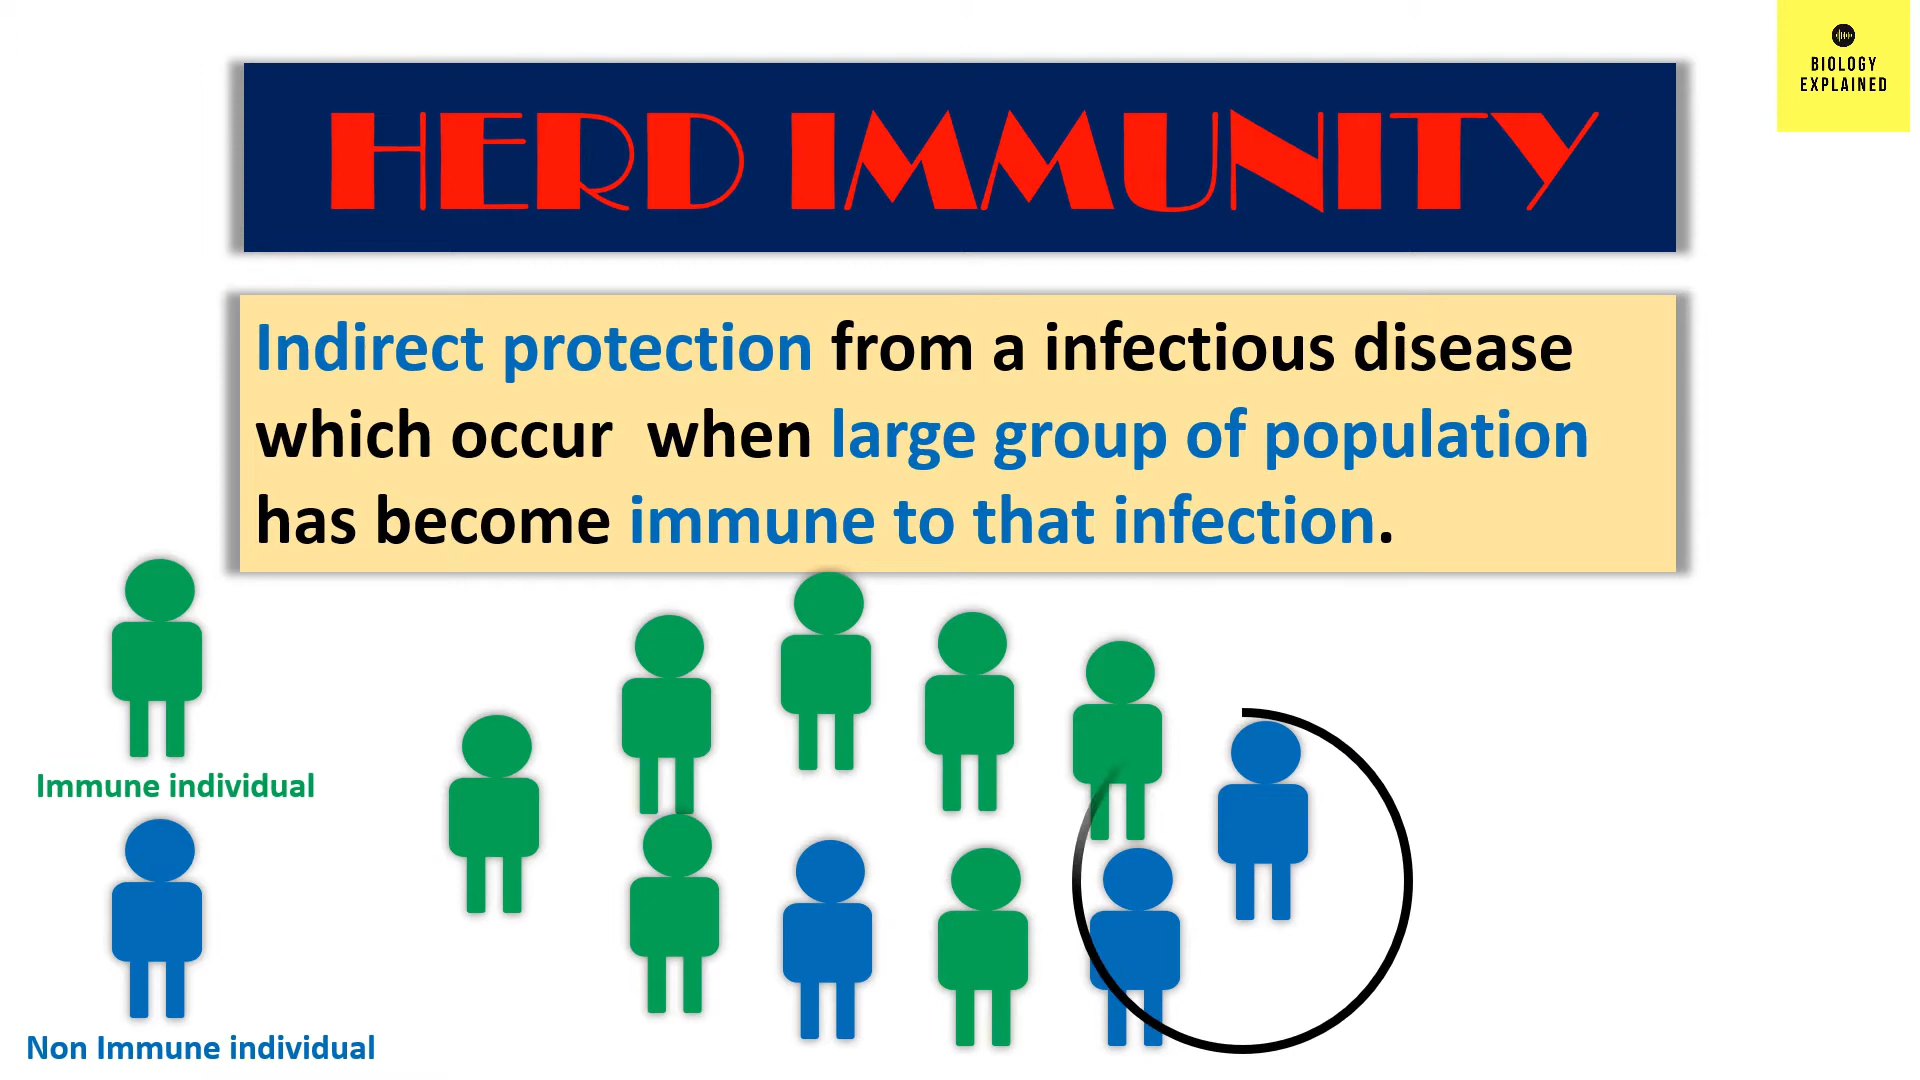 BIOLOGY
EXPLAINED
HERD IMMUNITY
Indirect protection from a infectious disease
which occur  when large group of population
has become immune to that infection.
Immune individual
Non Immune individual